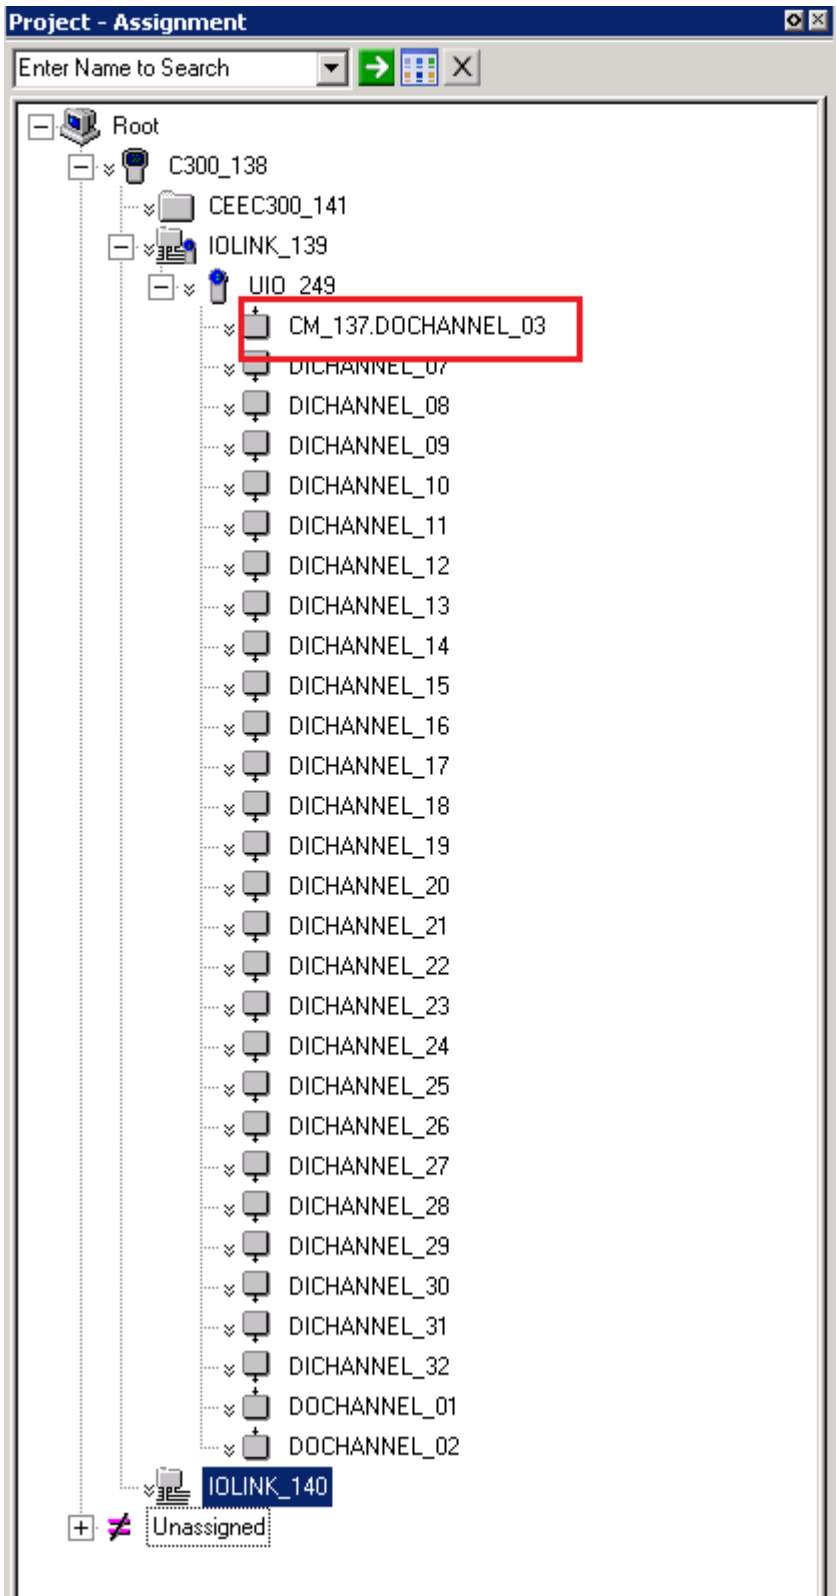 Project - Assignment
Enter Name to Search
Root
C300_138
CEEC300_141
IOLINK_139
UIO_249
CM_137.DOCHANNEL_03
DICHANNEL_07
DICHANNEL_08
DICHANNEL_09
DICHANNEL_10
DICHANNEL_11
DICHANNEL_12
DICHANNEL_13
DICHANNEL_14
DICHANNEL_15
DICHANNEL_16
DICHANNEL_17
DICHANNEL_18
DICHANNEL_19
DICHANNEL_20
DICHANNEL_21
DICHANNEL_22
DICHANNEL_23
DICHANNEL_24
DICHANNEL_25
DICHANNEL_26
DICHANNEL_27
DICHANNEL_28
DICHANNEL_29
DICHANNEL_30
DICHANNEL_31
DICHANNEL_32
DOCHANNEL_01
DOCHANNEL_02
IOLINK_140
Unassigned